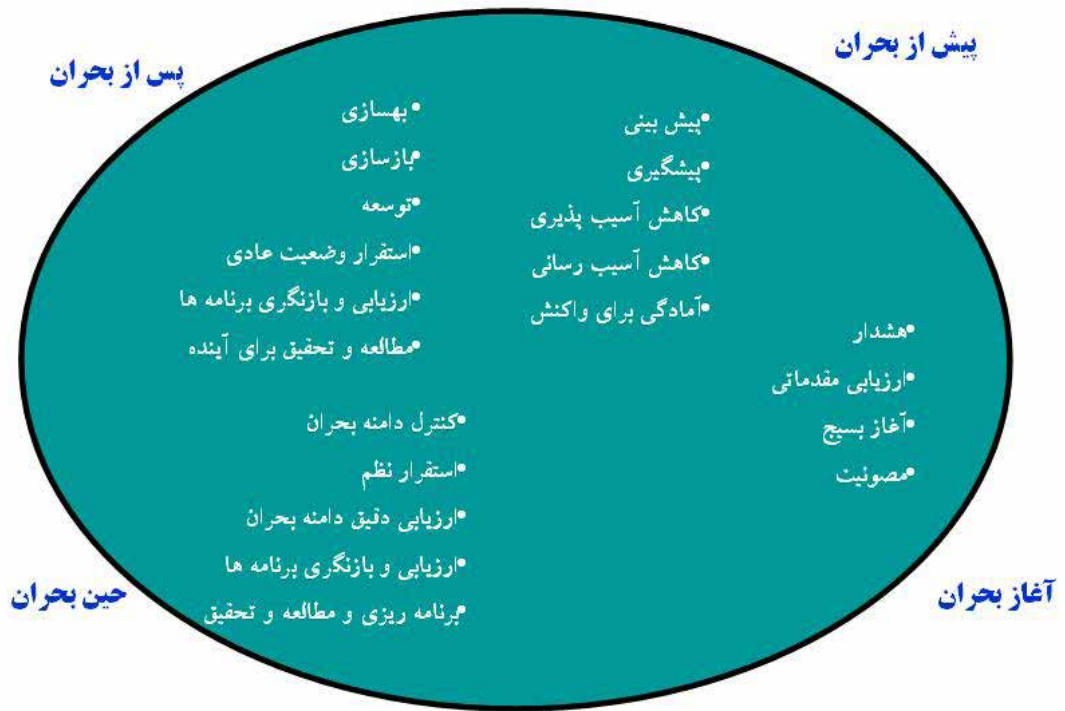 پیش از بحران
•پیش بینی
•پیشگیری
•کاهش آسیب پذیری
•کاهش آسیب رسانی
•آمادگی برای واکنش
آغاز بحران
•هشدار
•ارزیابی مقدماتی
•آغاز بسیج
•مصونیت
حین بحران
•کنترل دامنه بحران
•استقرار نظم
•ارزیابی دقیق دامنه بحران
•ارزیابی و بازنگری برنامه ها
•برنامه ریزی و مطالعه و تحقیق
پس از بحران
•بهسازی
•بازسازی
•توسعه
•استقرار وضعیت عادی
•ارزیابی و بازنگری برنامه ها
•مطالعه و تحقیق برای آینده